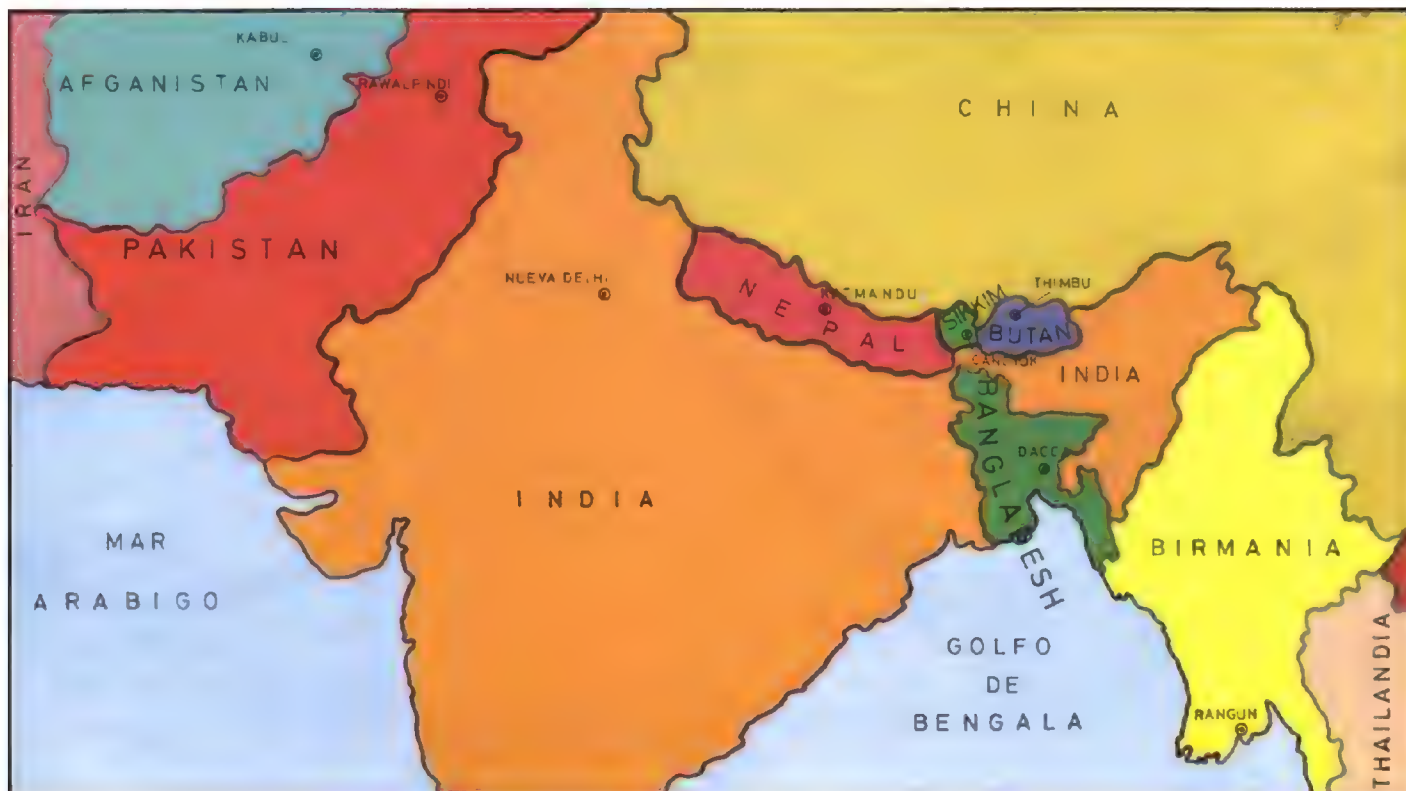 KABUL
AFGANISTAN
RAWALPINDI
CHINA
IRAN
PAKISTAN
NUEVA DELHI
NEPAL
KATMANDU
SIKKIM
THIMBU
BUTAN
INDIA
BANGLADESH
DACCA
INDIA
MAR
ARABIGO
BIRMANIA
GOLFO
DE
BENGALA
RANGUN
THAILANDIA